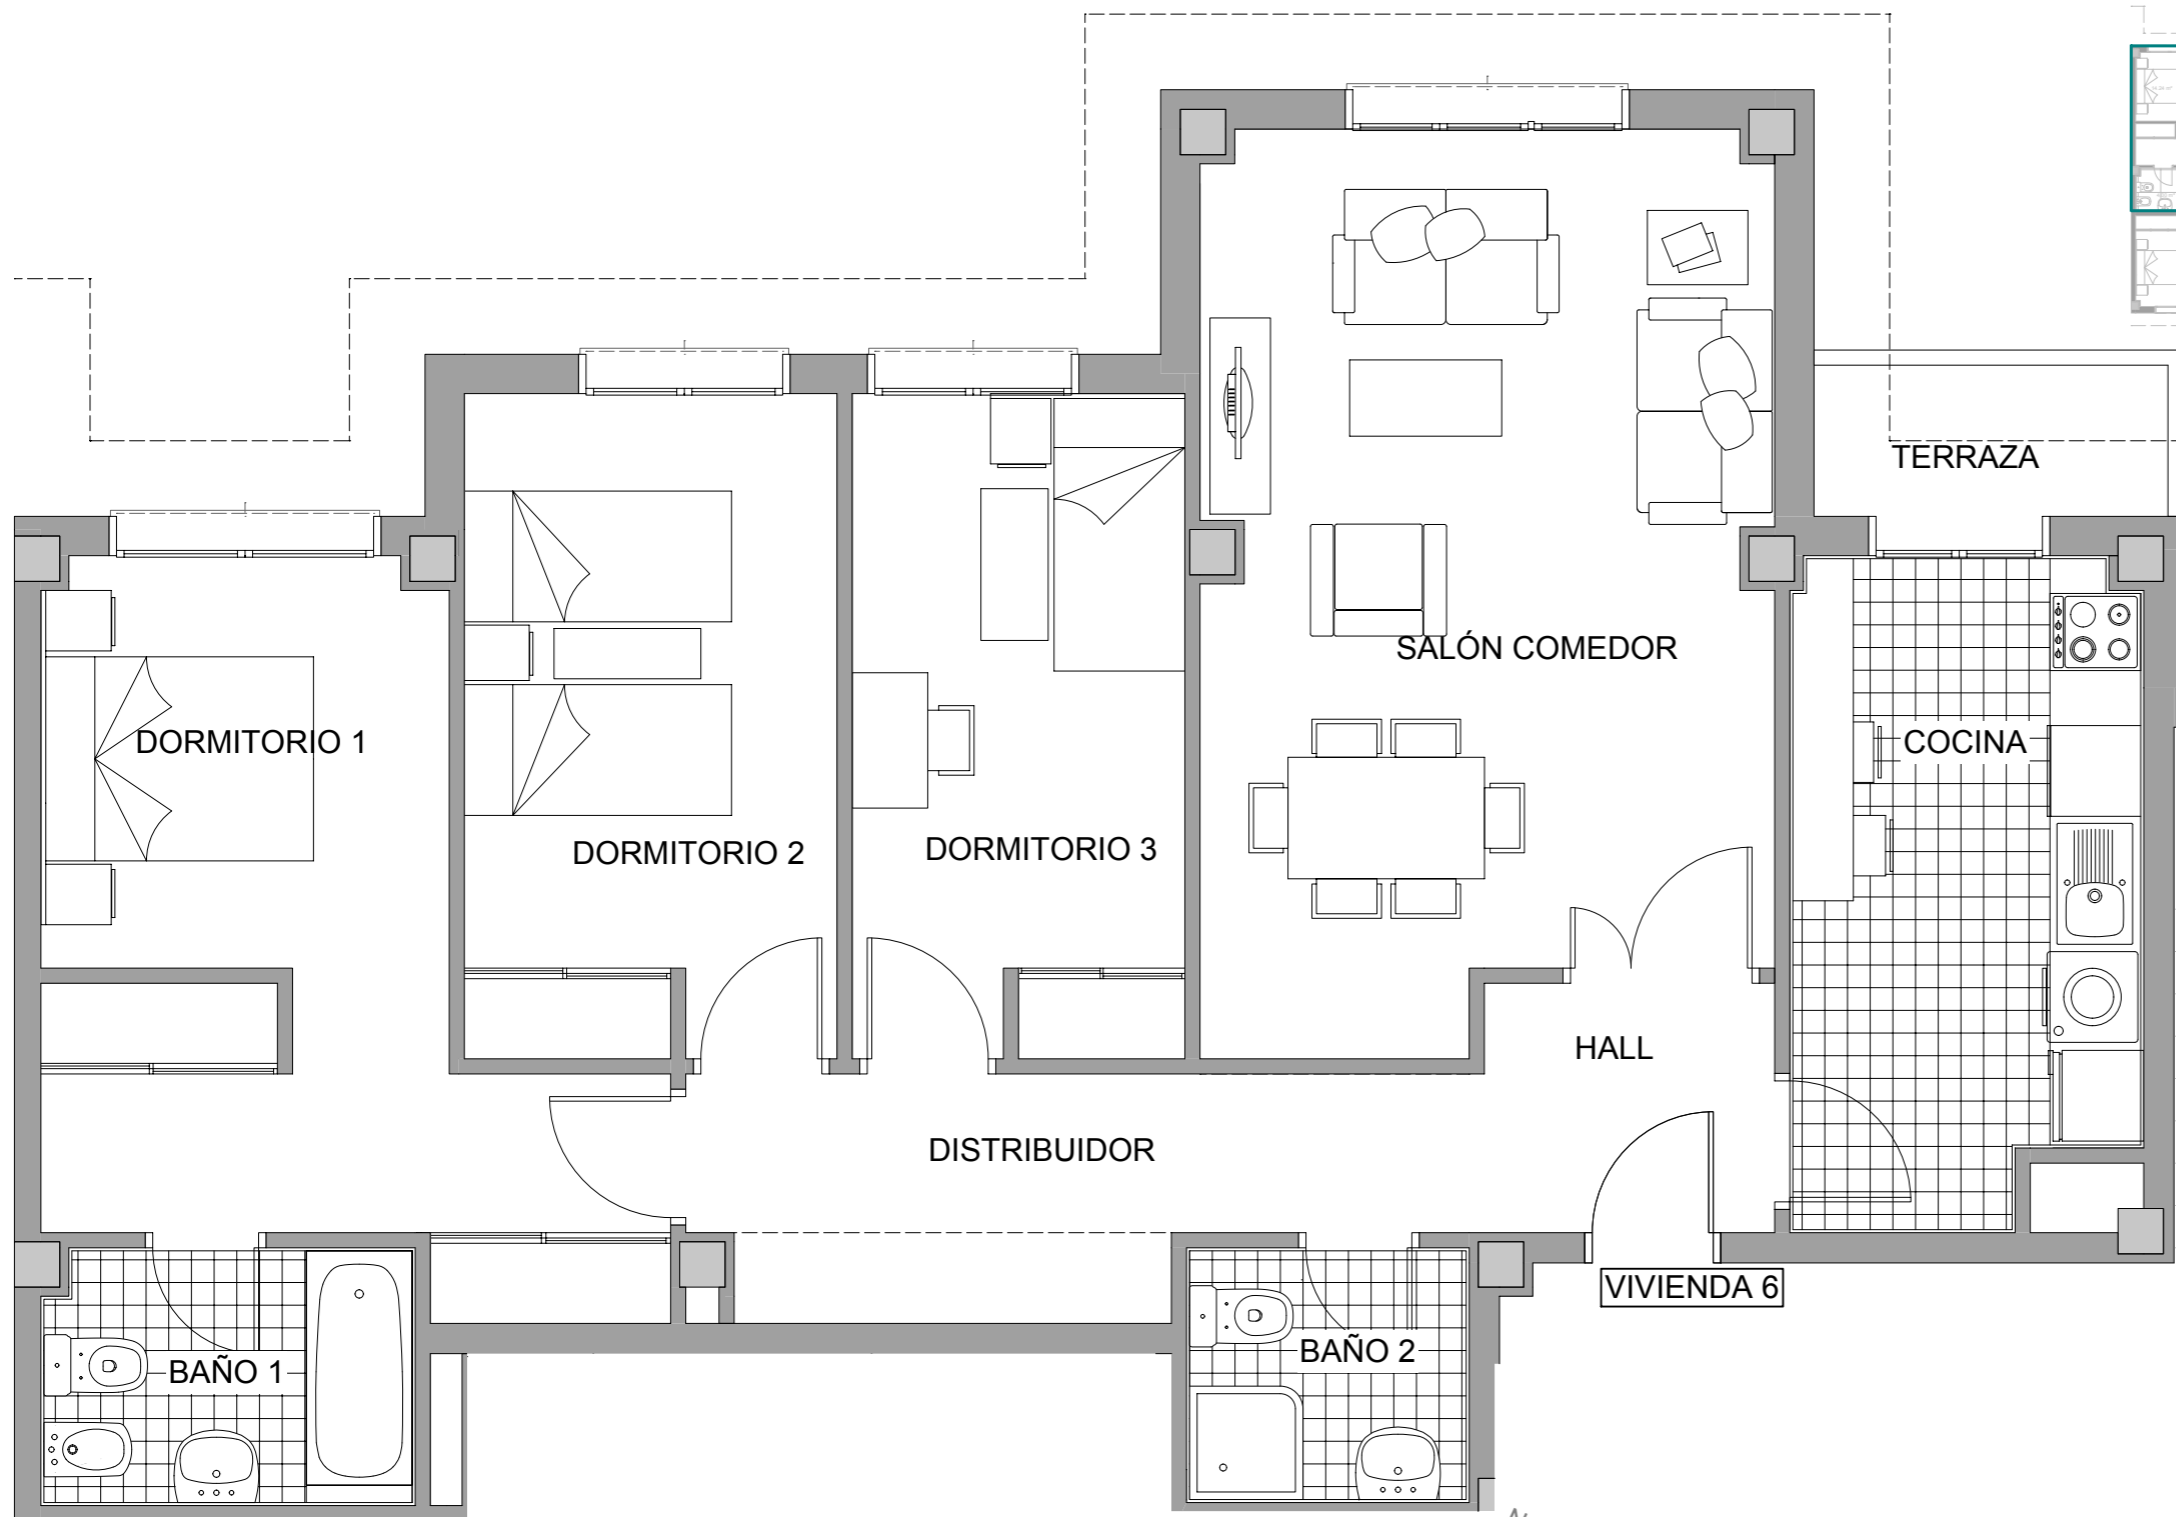 TERRAZA
SALÓN COMEDOR
DORMITORIO 1
COCINA
DORMITORIO 2
DORMITORIO 3
HALL
DISTRIBUIDOR
VIVIENDA 6
BAÑO 1
BAÑO 2